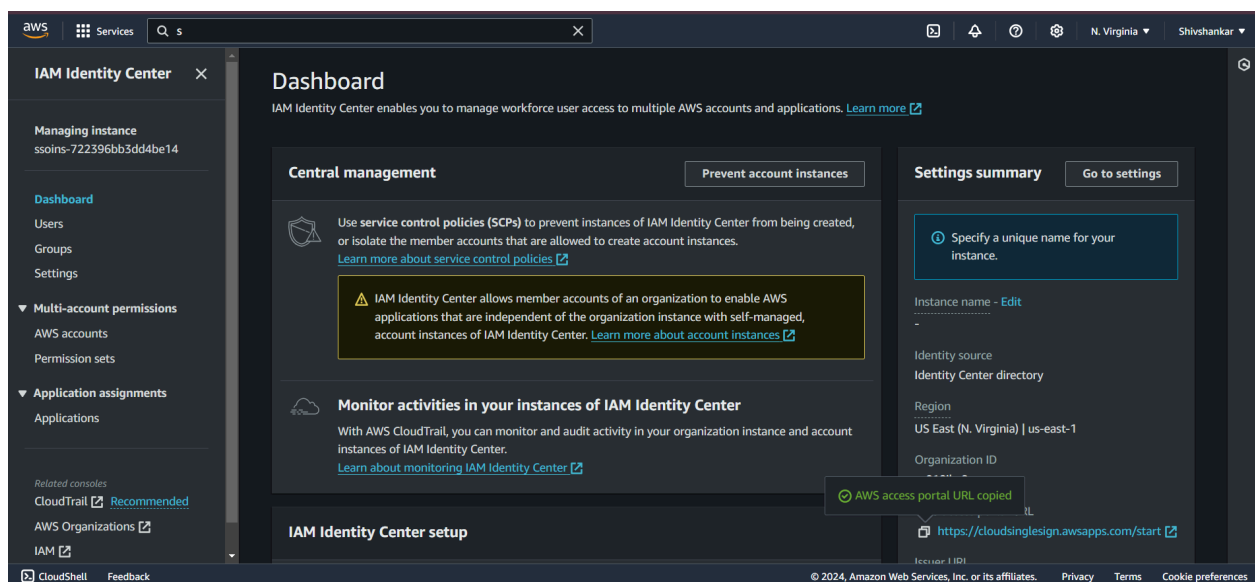 aws
Services
s
N. Virginia
Shivshankar
IAM Identity Center
Managing instance
ssoins-722396bb3dd4be14
Dashboard
Users
Groups
Settings
Multi-account permissions
AWS accounts
Permission sets
Application assignments
Applications
Related consoles
CloudTrail Recommended
AWS Organizations
IAM
Dashboard
IAM Identity Center enables you to manage workforce user access to multiple AWS accounts and applications. Learn more
Central management
Prevent account instances
Use service control policies (SCPs) to prevent instances of IAM Identity Center from being created,
or isolate the member accounts that are allowed to create account instances.
Learn more about service control policies
IAM Identity Center allows member accounts of an organization to enable AWS
applications that are independent of the organization instance with self-managed,
account instances of IAM Identity Center. Learn more about account instances
Monitor activities in your instances of IAM Identity Center
With AWS CloudTrail, you can monitor and audit activity in your organization instance and account
instances of IAM Identity Center.
Learn about monitoring IAM Identity Center
IAM Identity Center setup
Settings summary
Go to settings
Specify a unique name for your
instance.
Instance name - Edit
-
Identity source
Identity Center directory
Region
US East (N. Virginia) | us-east-1
Organization ID
AWS access portal URL copied
https://cloudsinglesign.awsapps.com/start
Issuer URL
CloudShell Feedback
© 2024, Amazon Web Services, Inc. or its affiliates. Privacy Terms Cookie preferences